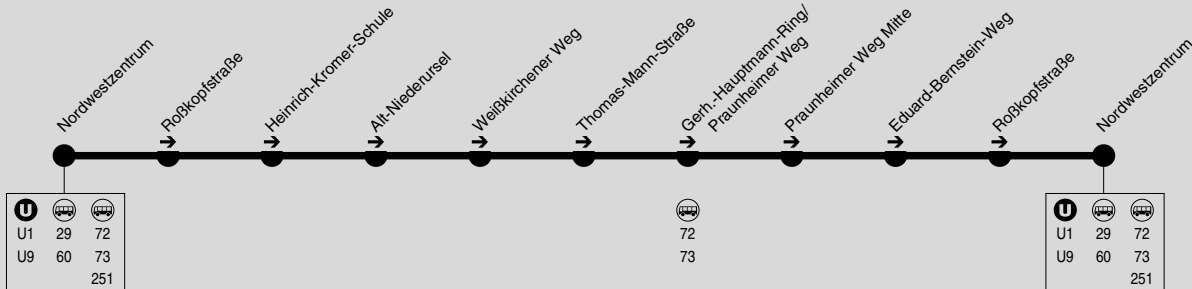 Nordwestzentrum
Roßkopfstraße
Heinrich-Kromer-Schule
Alt-Niederursel
Weißkirchener Weg
Thomas-Mann-Straße
Gerh.-Hauptmann-Ring/
Praunheimer Weg
Praunheimer Weg Mitte
Eduard-Bernstein-Weg
Roßkopfstraße
Nordwestzentrum
U
U1 29 72
U9 60 73
251
72
73
U
U1 29 72
U9 60 73
251